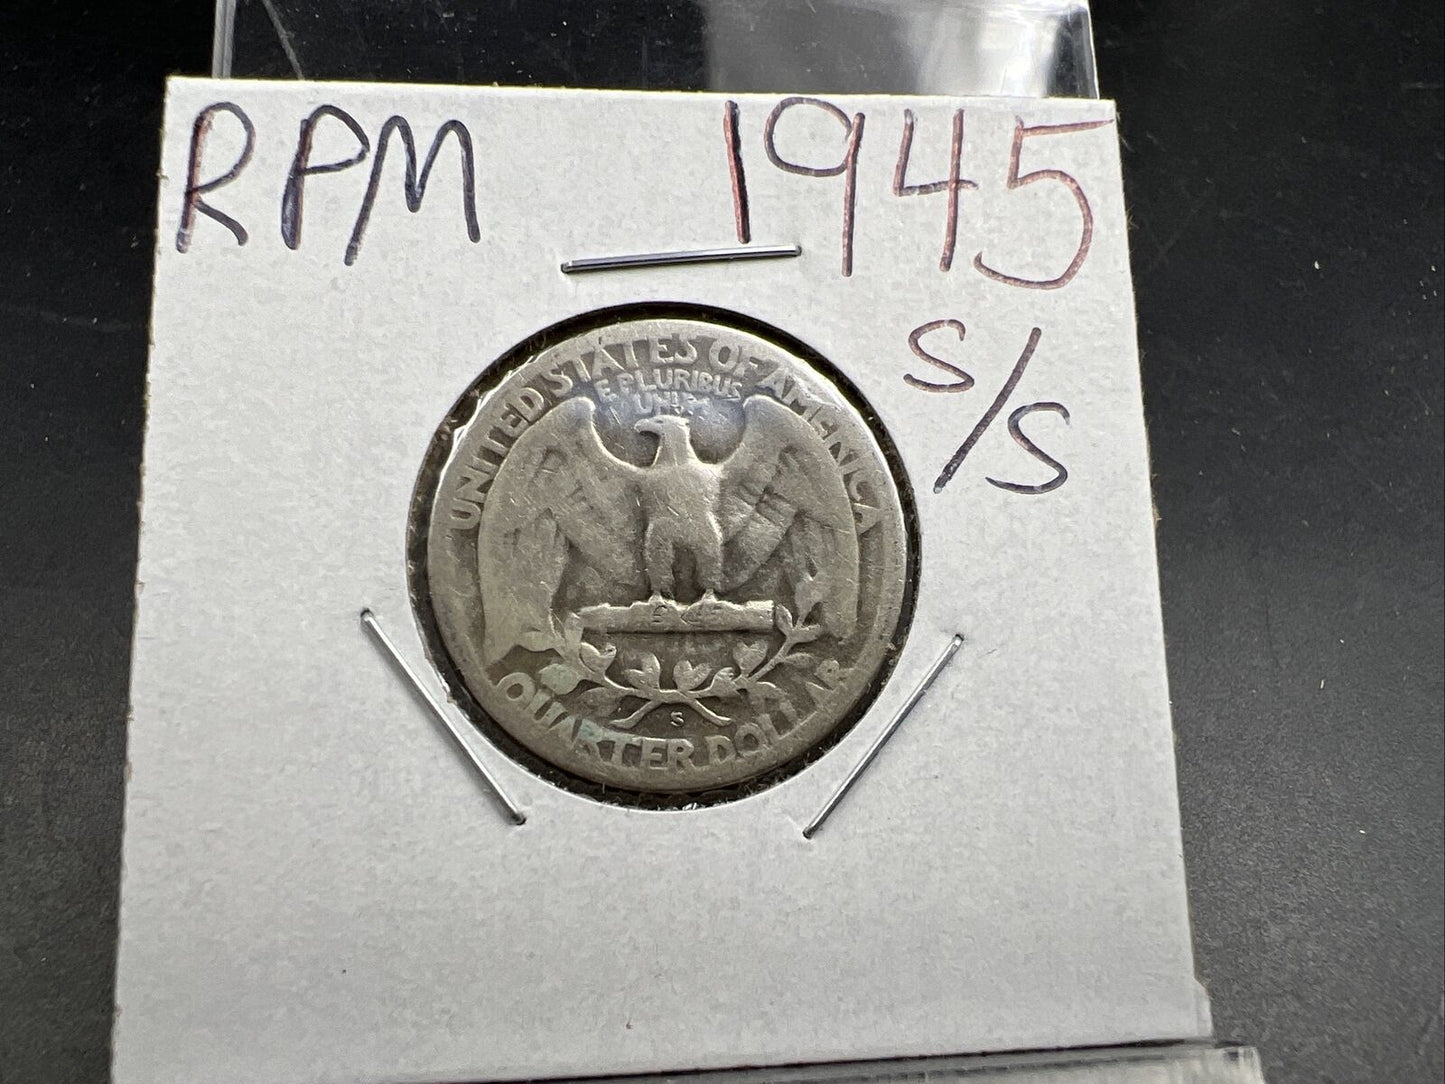 RPM 1945
S/S
UNITED STATES OF AMERICA
E PLURIBUS
UNUM
S
QUARTER DOLLAR